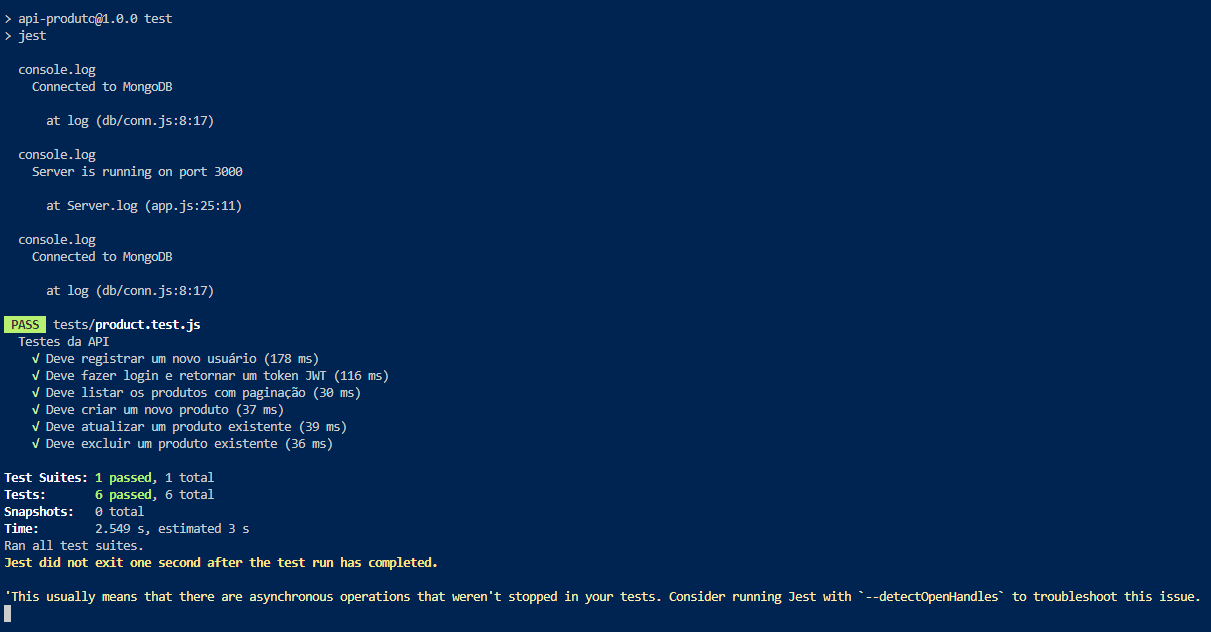 > api-produto@1.0.0 test
> jest
console.log
Connected to MongoDB
at log (db/conn.js:8:17)
console.log
Server is running on port 3000
at Server.log (app.js:25:11)
console.log
Connected to MongoDB
at log (db/conn.js:8:17)
PASS tests/product.test.js
Testes da API
√ Deve registrar um novo usuário (178 ms)
√ Deve fazer login e retornar um token JWT (116 ms)
√ Deve listar os produtos com paginação (30 ms)
√ Deve criar um novo produto (37 ms)
√ Deve atualizar um produto existente (39 ms)
√ Deve excluir um produto existente (36 ms)
Test Suites: 1 passed, 1 total
Tests: 6 passed, 6 total
Snapshots: 0 total
Time: 2.549 s, estimated 3 s
Ran all test suites.
Jest did not exit one second after the test run has completed.
'This usually means that there are asynchronous operations that weren't stopped in your tests. Consider running Jest with `--detectOpenHandles` to troubleshoot this issue.